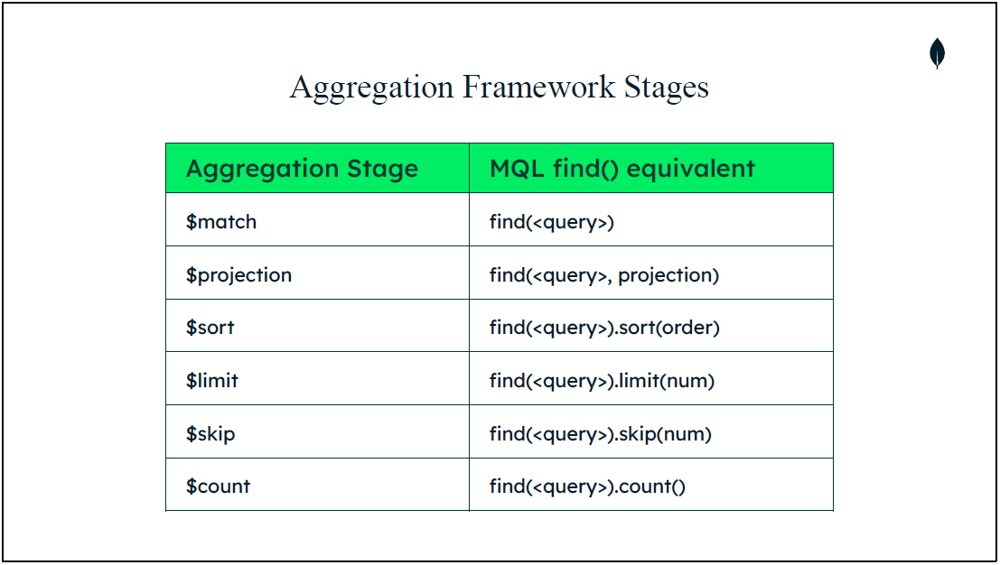 Aggregation Framework Stages
Aggregation Stage MQL find() equivalent
$match find(<query>)
$projection find(<query>, projection)
$sort find(<query>).sort(order)
$limit find(<query>).limit(num)
$skip find(<query>).skip(num)
$count find(<query>).count()